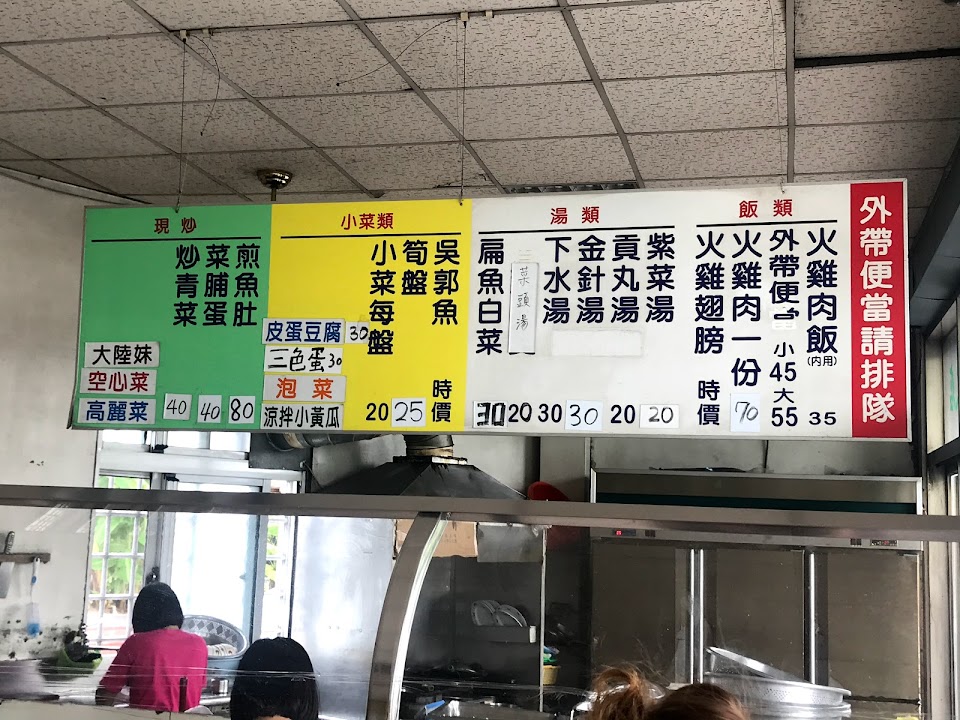 外帶便當請排隊
飯類
火雞肉飯(內用) 35
外帶便當 小45大55
火雞肉一份 70
火雞翅膀 時價
湯類
紫菜湯 20
貢丸湯 20
金針湯 30
下水湯 30
菜頭湯 20
扁魚白菜 30
小菜類
吳郭魚 時價
筍盤 25
小菜每盤 20
皮蛋豆腐 30
三色蛋 30
泡菜
涼拌小黃瓜
現炒
煎魚肚 80
菜脯蛋 40
炒青菜 40
大陸妹
空心菜
高麗菜